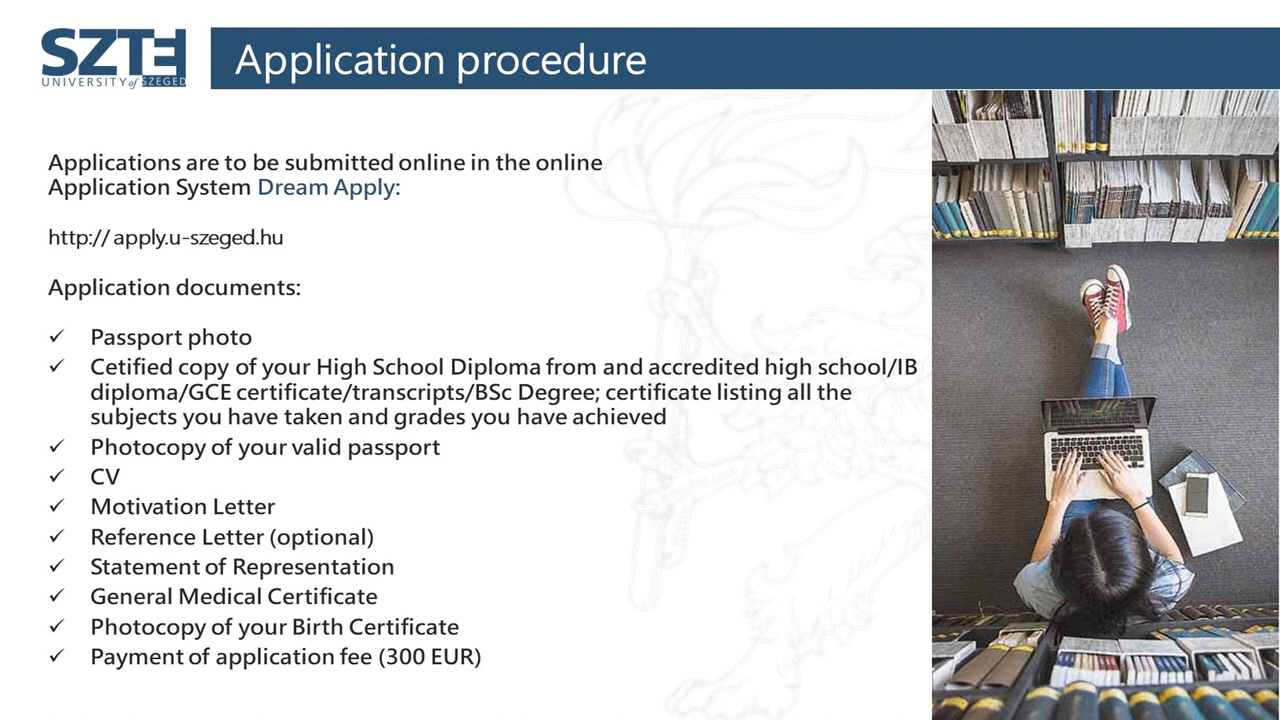 SZTE
UNIVERSITY of SZEGED
Application procedure
Applications are to be submitted online in the online
Application System Dream Apply:
http:// apply.u-szeged.hu
Application documents:
✓ Passport photo
✓ Cetified copy of your High School Diploma from and accredited high school/IB
diploma/GCE certificate/transcripts/BSc Degree; certificate listing all the
subjects you have taken and grades you have achieved
✓ Photocopy of your valid passport
✓ CV
✓ Motivation Letter
✓ Reference Letter (optional)
✓ Statement of Representation
✓ General Medical Certificate
✓ Photocopy of your Birth Certificate
✓ Payment of application fee (300 EUR)